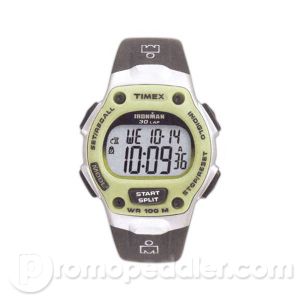 TIMEX
IRONMAN
30 LAP
SET/RECALL
INDIGLO
WE 10-14
A 10:09 36
MODE
STOP/RESET
START
SPLIT
WR 100 M
promopeddler.com